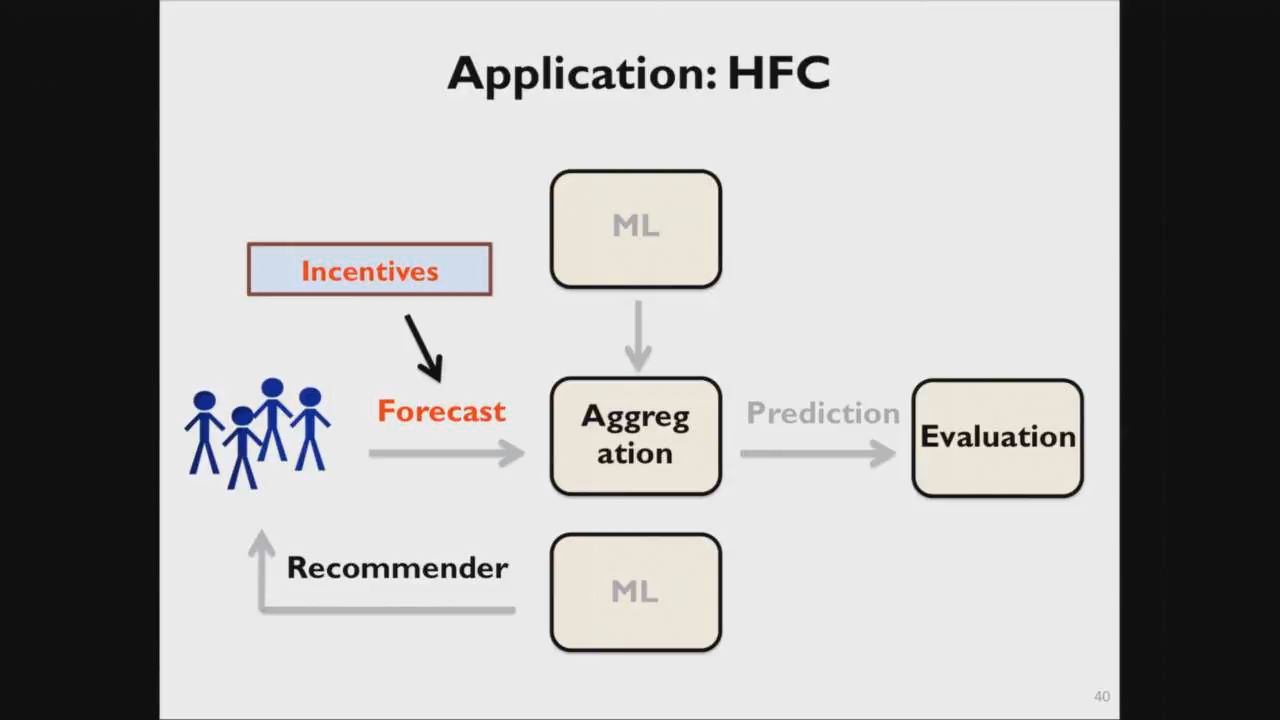 Application: HFC
ML
Incentives
Forecast
Aggreg
ation
Prediction
Evaluation
Recommender
ML
40